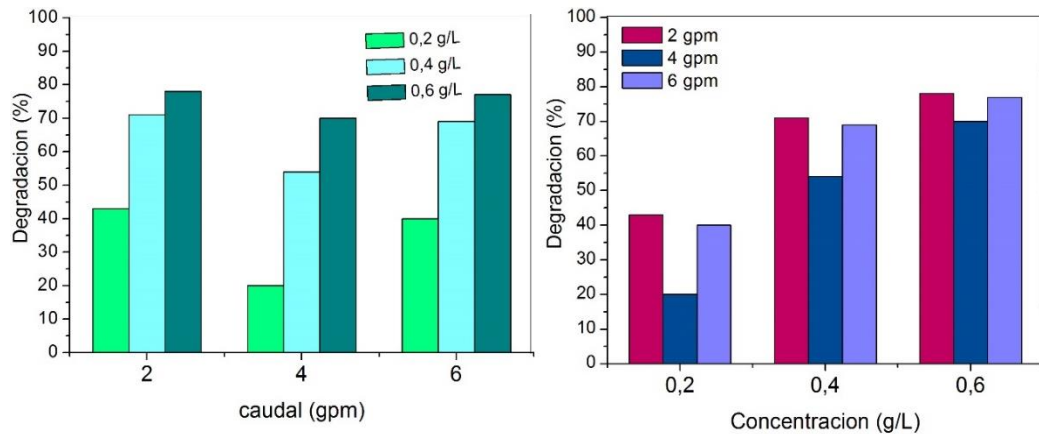 100
90
80
70
60
50
40
30
20
10
0
Degradacion (%)
0,2 g/L
0,4 g/L
0,6 g/L
2 4 6
caudal (gpm)
100
90
80
70
60
50
40
30
20
10
0
Degradacion (%)
2 gpm
4 gpm
6 gpm
0,2 0,4 0,6
Concentracion (g/L)